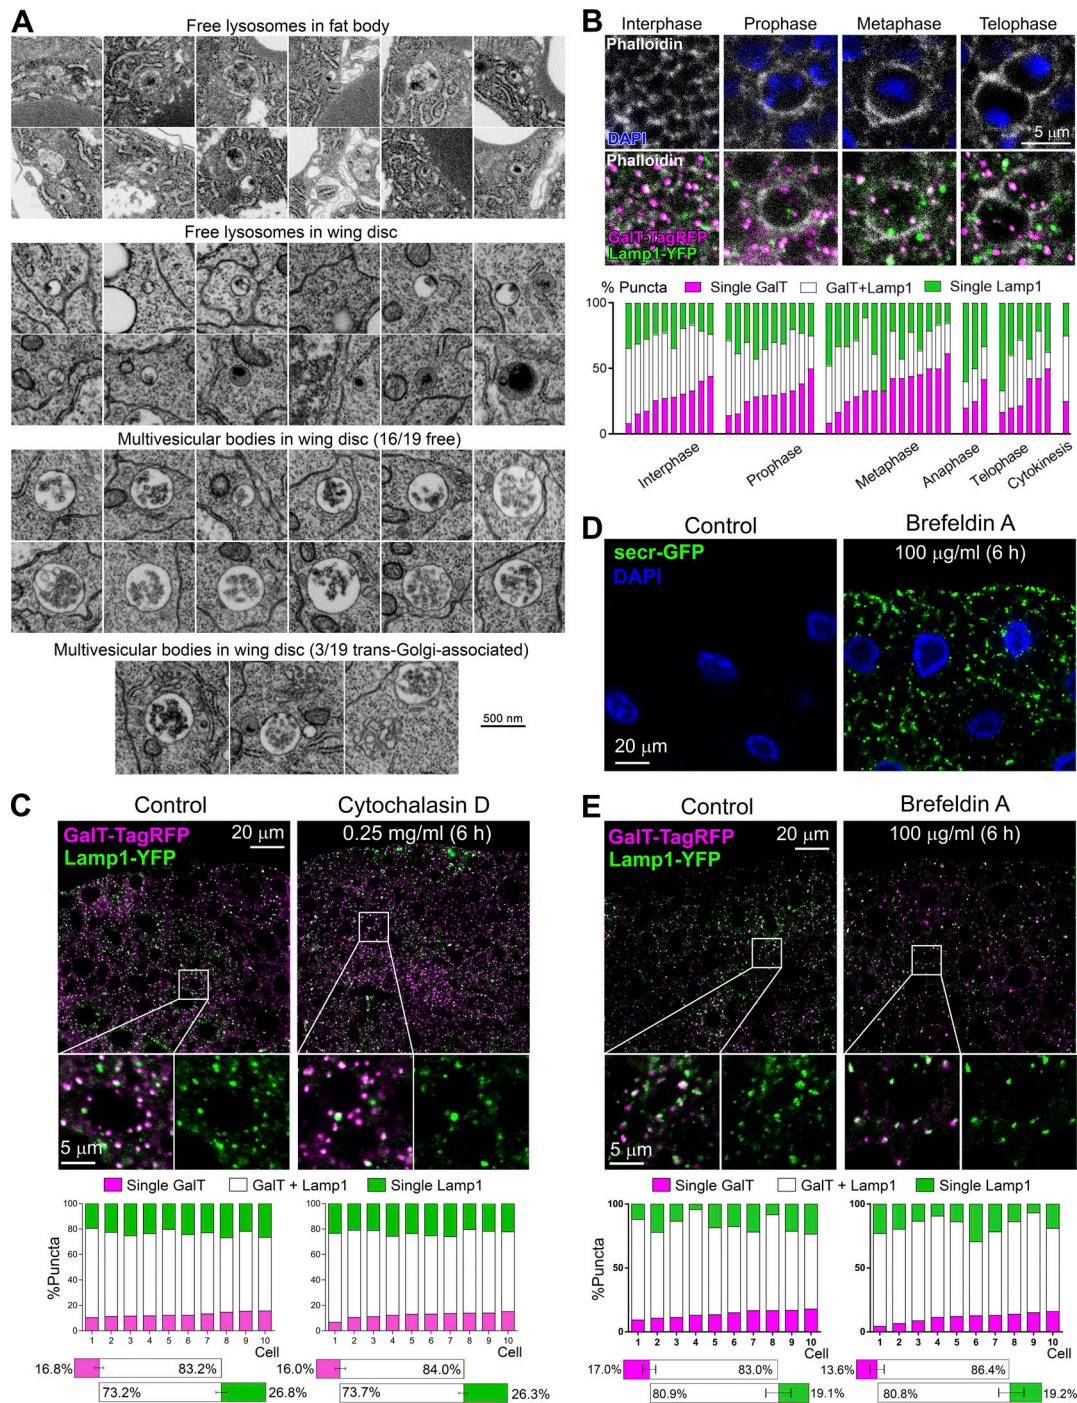 A
Free lysosomes in fat body
Free lysosomes in wing disc
Multivesicular bodies in wing disc (16/19 free)
Multivesicular bodies in wing disc (3/19 trans-Golgi-associated)
500 nm
B
Interphase Prophase Metaphase Telophase
Phalloidin
DAPI
5 µm
Phalloidin
GalT-TagRFP
Lamp1-YFP
% Puncta Single GalT GalT+Lamp1 Single Lamp1
100
50
0
Interphase Prophase Metaphase Anaphase Telophase Cytokinesis
D
Control Brefeldin A
secr-GFP 100 µg/ml (6 h)
DAPI
20 µm
C
Control Cytochalasin D
GalT-TagRFP 20 µm 0.25 mg/ml (6 h)
Lamp1-YFP
5 µm
Single GalT GalT + Lamp1 Single Lamp1
%Puncta
100 100
80 80
60 60
40 40
20 20
0 0
1 2 3 4 5 6 7 8 9 10 1 2 3 4 5 6 7 8 9 10
Cell Cell
16.8% 83.2% 16.0% 84.0%
73.2% 26.8% 73.7% 26.3%
E
Control Brefeldin A
GalT-TagRFP 20 µm 100 µg/ml (6 h)
Lamp1-YFP
5 µm
Single GalT GalT + Lamp1 Single Lamp1
%Puncta
100 100
50 50
0 0
1 2 3 4 5 6 7 8 9 10 1 2 3 4 5 6 7 8 9 10
Cell Cell
17.0% 83.0% 13.6% 86.4%
80.9% 19.1% 80.8% 19.2%